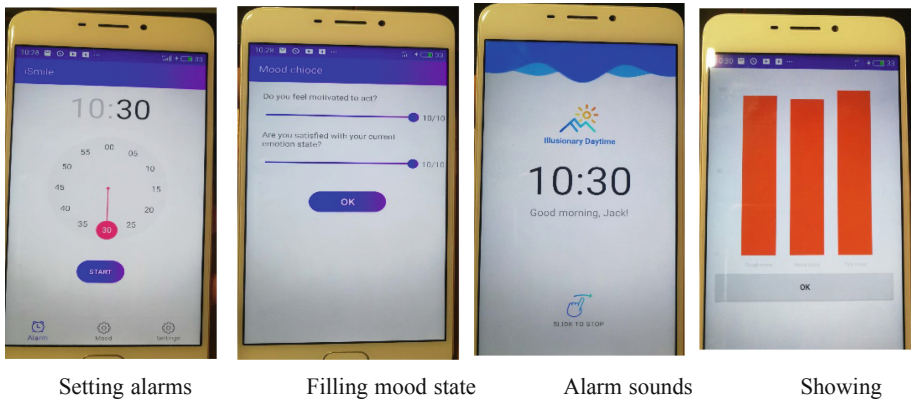 10:28 33
iSmile
10:30
00
55 05
50 10
45 15
40 20
35 30 25
START
Alarm Mood Settings
10:28 33
Mood chioce
Do you feel motivated to act?
10/10
Are you satisfied with your current
emotion state?
10/10
OK
Illusionary Daytime
10:30
Good morning, Jack!
SLIDE TO STOP
10:30 33
OK
Setting alarms
Filling mood state
Alarm sounds
Showing